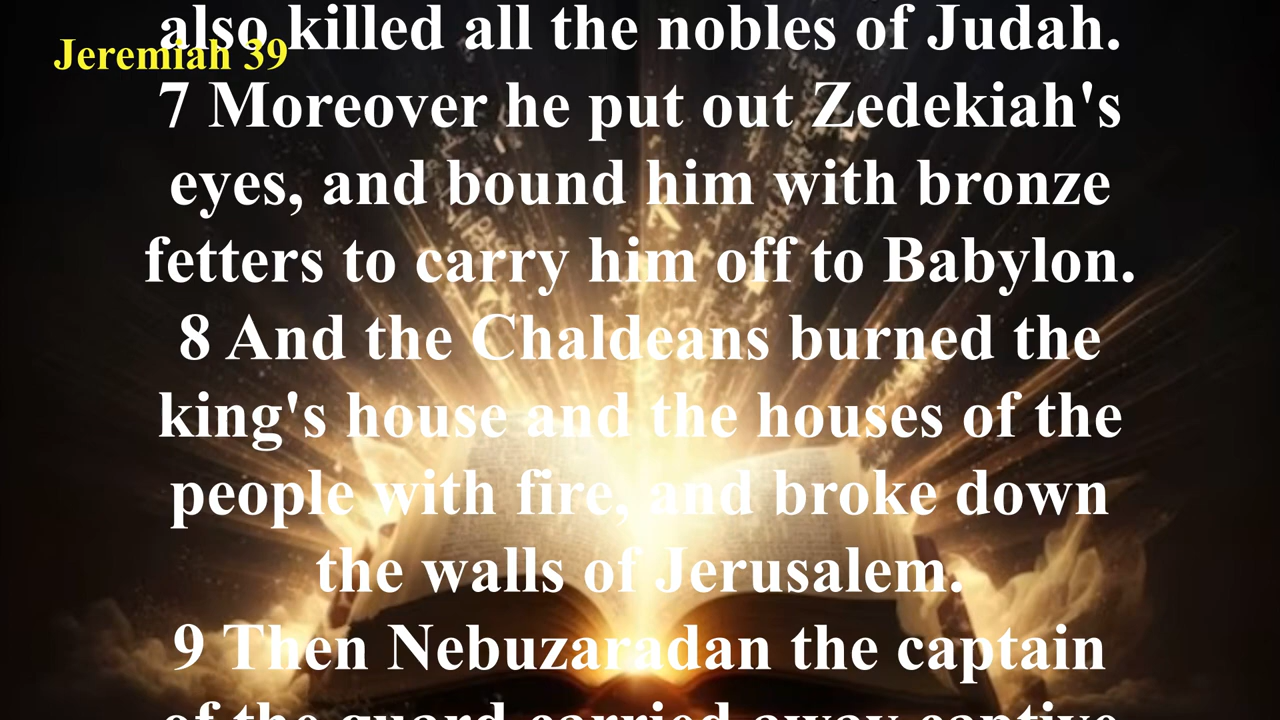 also killed all the nobles of Judah.
Jeremiah 39
7 Moreover he put out Zedekiah's
eyes, and bound him with bronze
fetters to carry him off to Babylon.
8 And the Chaldeans burned the
king's house and the houses of the
people with fire, and broke down
the walls of Jerusalem.
9 Then Nebuzaradan the captain
of the guard carried away captive